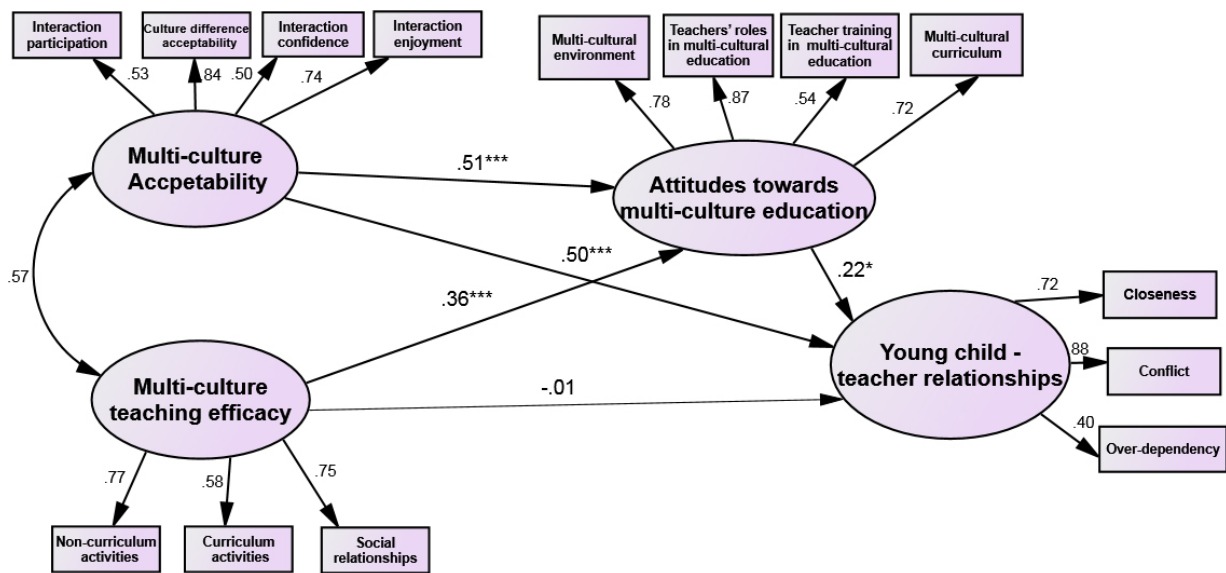 Interaction
participation
Culture difference
acceptability
Interaction
confidence
Interaction
enjoyment
Multi-cultural
environment
Teachers' roles
in multi-cultural
education
Teacher training
in multi-cultural
education
Multi-cultural
curriculum
.53
.84
.50
.74
.78
.87
.54
.72
Multi-culture
Accpetability
.51***
Attitudes towards
multi-culture education
.57
.50***
.36***
.22*
.72
Closeness
Young child -
teacher relationships
.88
Conflict
Multi-culture
teaching efficacy
-.01
.40
Over-dependency
.77
.58
.75
Non-curriculum
activities
Curriculum
activities
Social
relationships